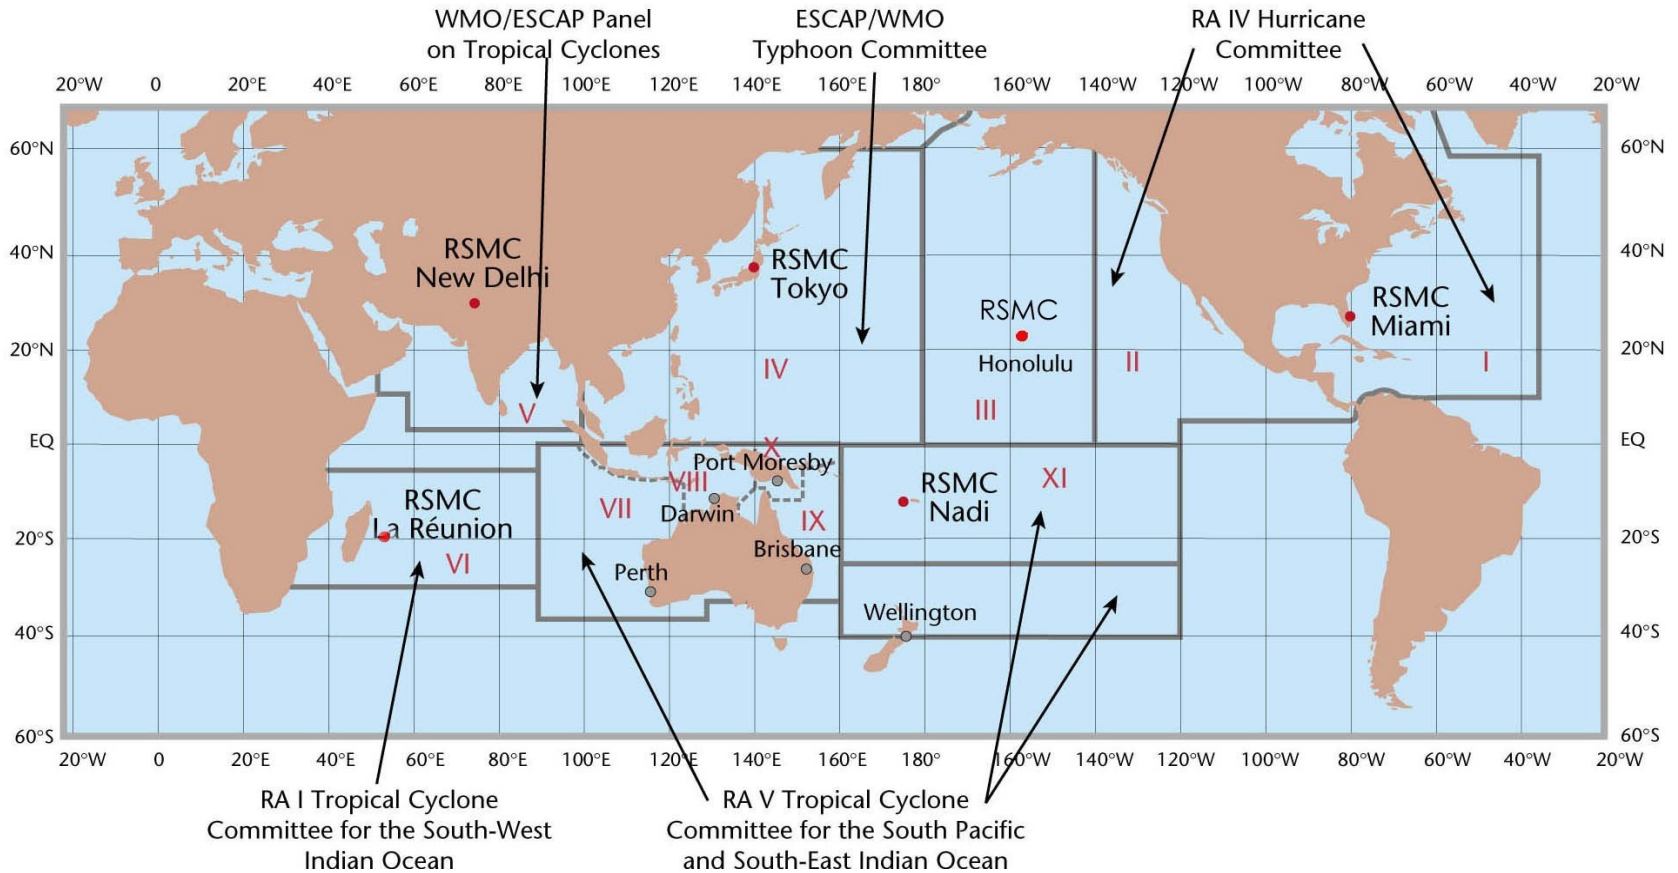 WMO/ESCAP Panel
on Tropical Cyclones
ESCAP/WMO
Typhoon Committee
RA IV Hurricane
Committee
20°W 0 20°E 40°E 60°E 80°E 100°E 120°E 140°E 160°E 180° 160°W 140°W 120°W 100°W 80°W 60°W 40°W 20°W
60°N 60°N
RSMC
New Delhi
RSMC
Tokyo
40°N 40°N
RSMC
Honolulu
RSMC
Miami
20°N 20°N
IV
II
I
V
III
EQ EQ
X
Port Moresby
VIII
Darwin
VII
IX
RSMC
Nadi
XI
RSMC
La Réunion
VI
20°S 20°S
Brisbane
Perth
Wellington
40°S 40°S
60°S 60°S
20°W 0 20°E 40°E 60°E 80°E 100°E 120°E 140°E 160°E 180° 160°W 140°W 120°W 100°W 80°W 60°W 40°W 20°W
RA I Tropical Cyclone
Committee for the South-West
Indian Ocean
RA V Tropical Cyclone
Committee for the South Pacific
and South-East Indian Ocean